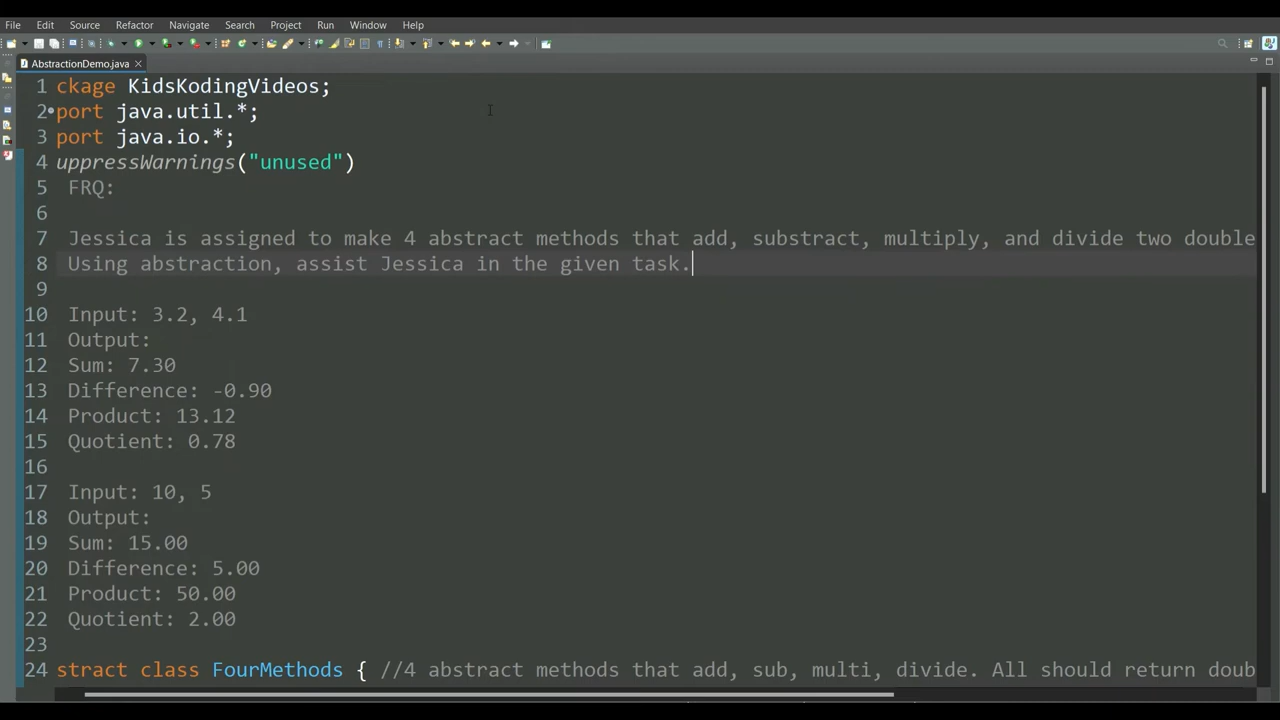 File Edit Source Refactor Navigate Search Project Run Window Help
AbstractionDemo.java
1 ckage KidsKodingVideos;
2 port java.util.*;
3 port java.io.*;
4 uppressWarnings("unused")
5 FRQ:
6
7 Jessica is assigned to make 4 abstract methods that add, substract, multiply, and divide two double
8 Using abstraction, assist Jessica in the given task.
9
10 Input: 3.2, 4.1
11 Output:
12 Sum: 7.30
13 Difference: -0.90
14 Product: 13.12
15 Quotient: 0.78
16
17 Input: 10, 5
18 Output:
19 Sum: 15.00
20 Difference: 5.00
21 Product: 50.00
22 Quotient: 2.00
23
24 stract class FourMethods { //4 abstract methods that add, sub, multi, divide. All should return doub